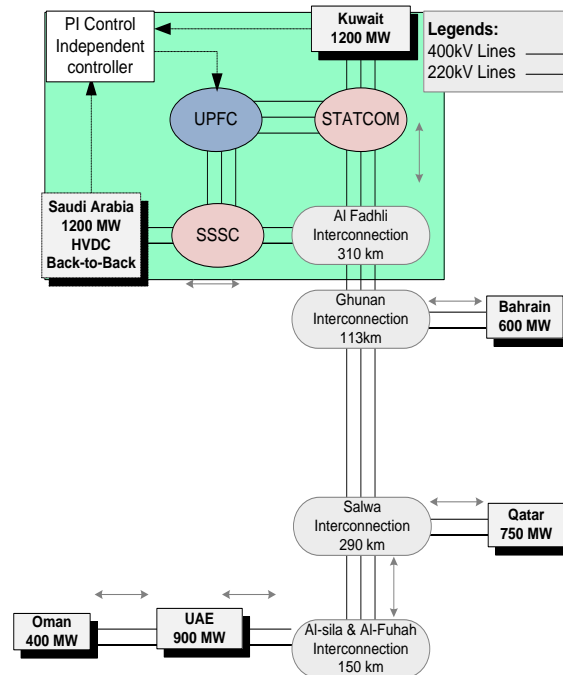 PI Control
Independent
controller
Kuwait
1200 MW
Legends:
400kV Lines
220kV Lines
UPFC
STATCOM
Saudi Arabia
1200 MW
HVDC
Back-to-Back
SSSC
Al Fadhli
Interconnection
310 km
Ghunan
Interconnection
113km
Bahrain
600 MW
Salwa
Interconnection
290 km
Qatar
750 MW
Oman
400 MW
UAE
900 MW
Al-sila & Al-Fuhah
Interconnection
150 km